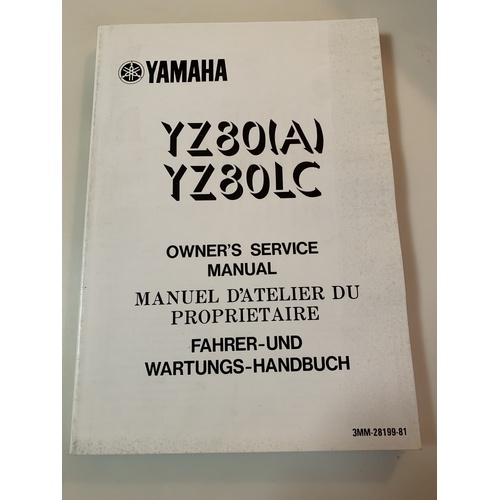 YAMAHA
YZ80(A)
YZ80LC
OWNER'S SERVICE
MANUAL
MANUEL D'ATELIER DU
PROPRIETAIRE
FAHRER-UND
WARTUNGS-HANDBUCH
3MM-28199-81